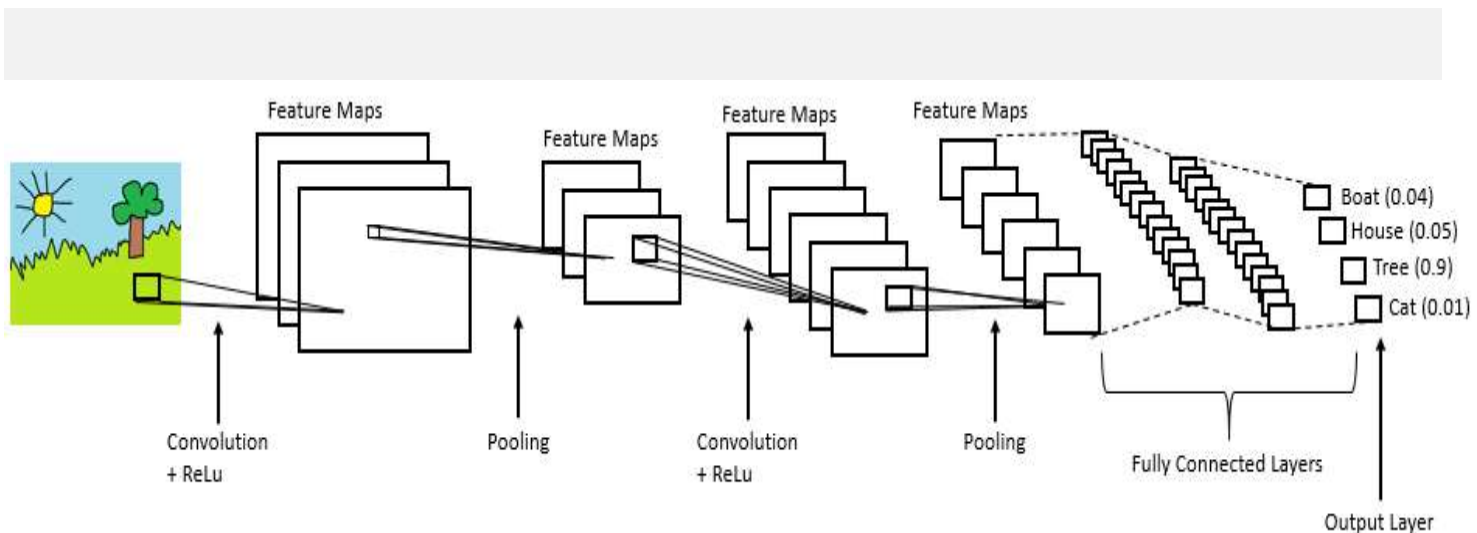 Feature Maps
Feature Maps
Feature Maps
Feature Maps
Boat (0.04)
House (0.05)
Tree (0.9)
Cat (0.01)
Convolution
+ ReLu
Pooling
Convolution
+ ReLu
Pooling
Fully Connected Layers
Output Layer